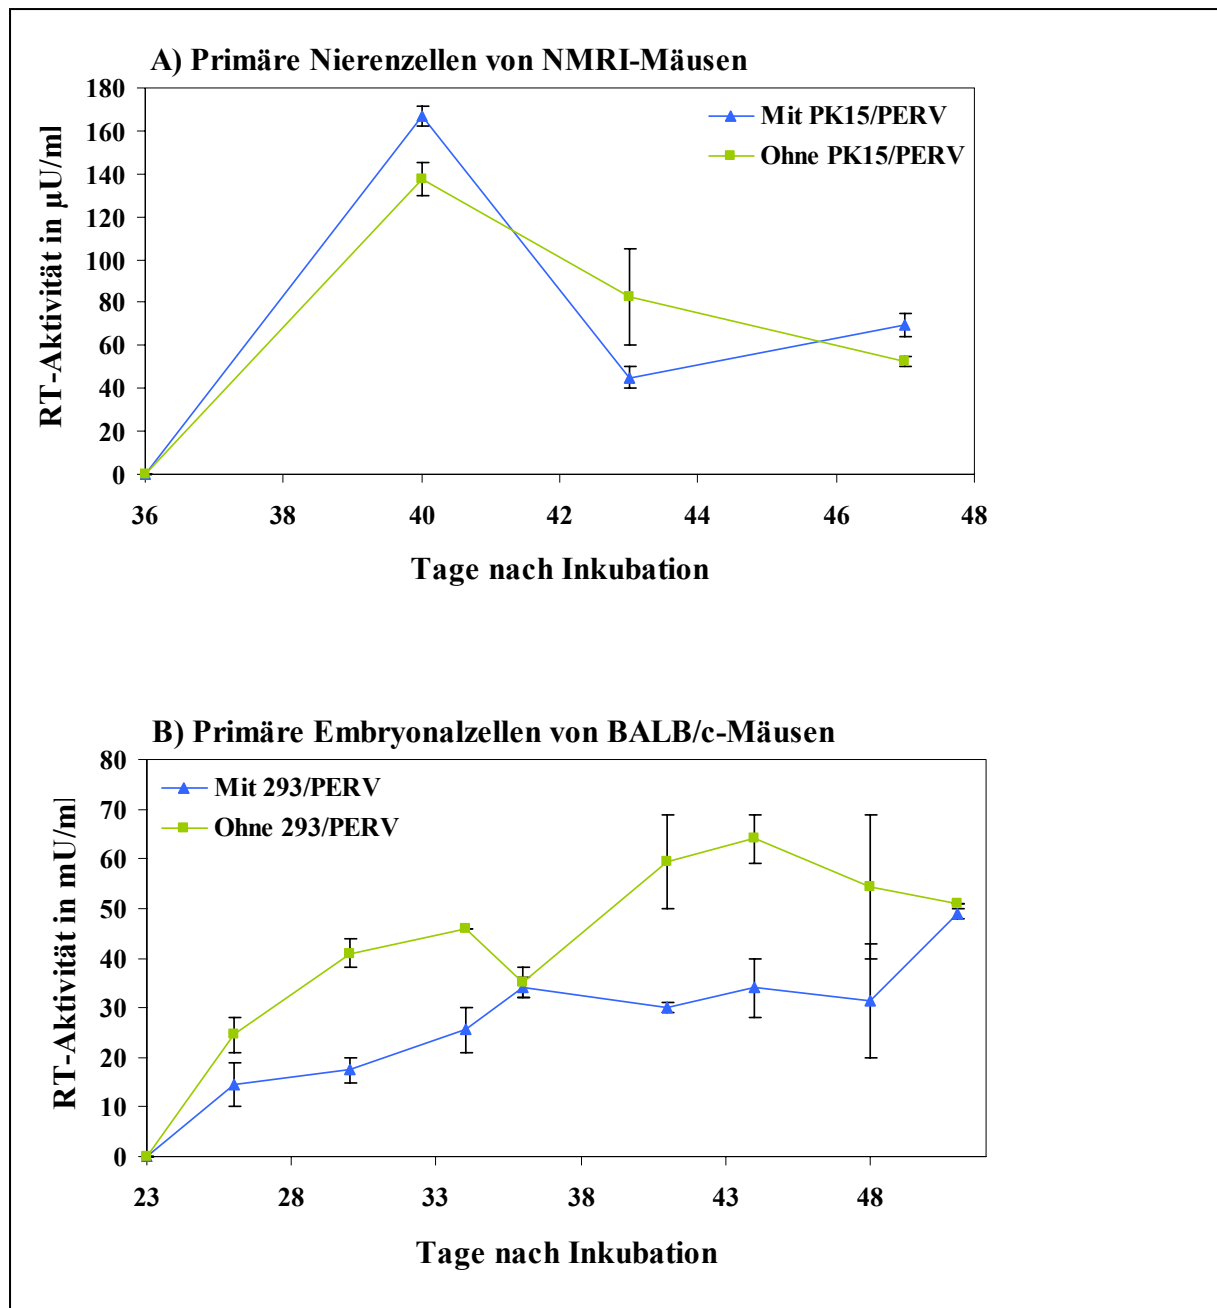 A) Primäre Nierenzellen von NMRI-Mäusen
180
160
140
120
100
80
60
40
20
0
RT-Aktivität in µU/ml
Mit PK15/PERV
Ohne PK15/PERV
36 38 40 42 44 46 48
Tage nach Inkubation
B) Primäre Embryonalzellen von BALB/c-Mäusen
80
70
60
50
40
30
20
10
0
RT-Aktivität in mU/ml
Mit 293/PERV
Ohne 293/PERV
23 28 33 38 43 48
Tage nach Inkubation